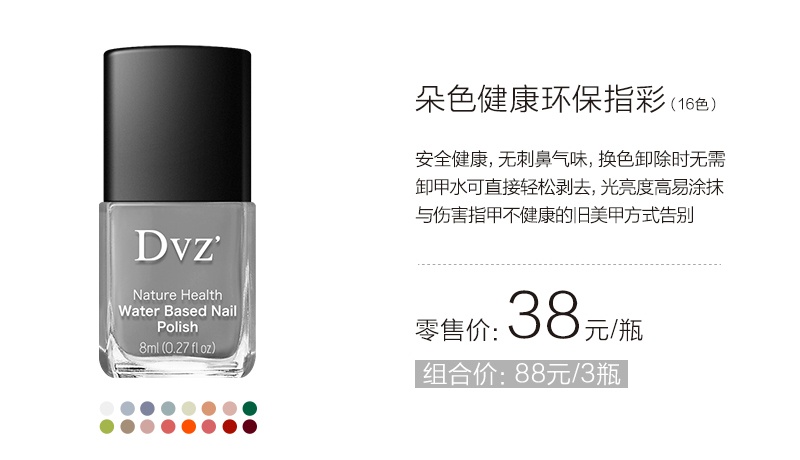 Dvz’
Nature Health
Water Based Nail
Polish
8ml (0.27 fl oz)
朵色健康环保指彩（16色）
安全健康，无刺鼻气味，换色卸除时无需
卸甲水可直接轻松剥去，光亮度高易涂抹
与伤害指甲不健康的旧美甲方式告别
零售价：38元/瓶
组合价：88元/3瓶